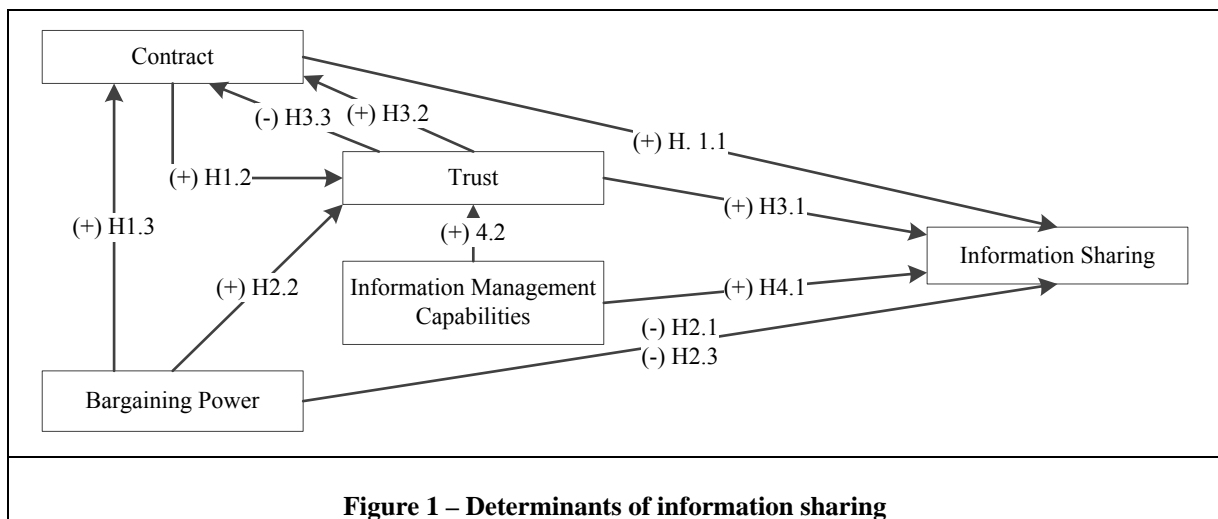 Contract
(-) H3.3
(+) H3.2
(+) H. 1.1
(+) H1.2
Trust
(+) H3.1
(+) H1.3
(+) 4.2
Information Sharing
(+) H2.2
Information Management
Capabilities
(+) H4.1
(-) H2.1
(-) H2.3
Bargaining Power
Figure 1 – Determinants of information sharing